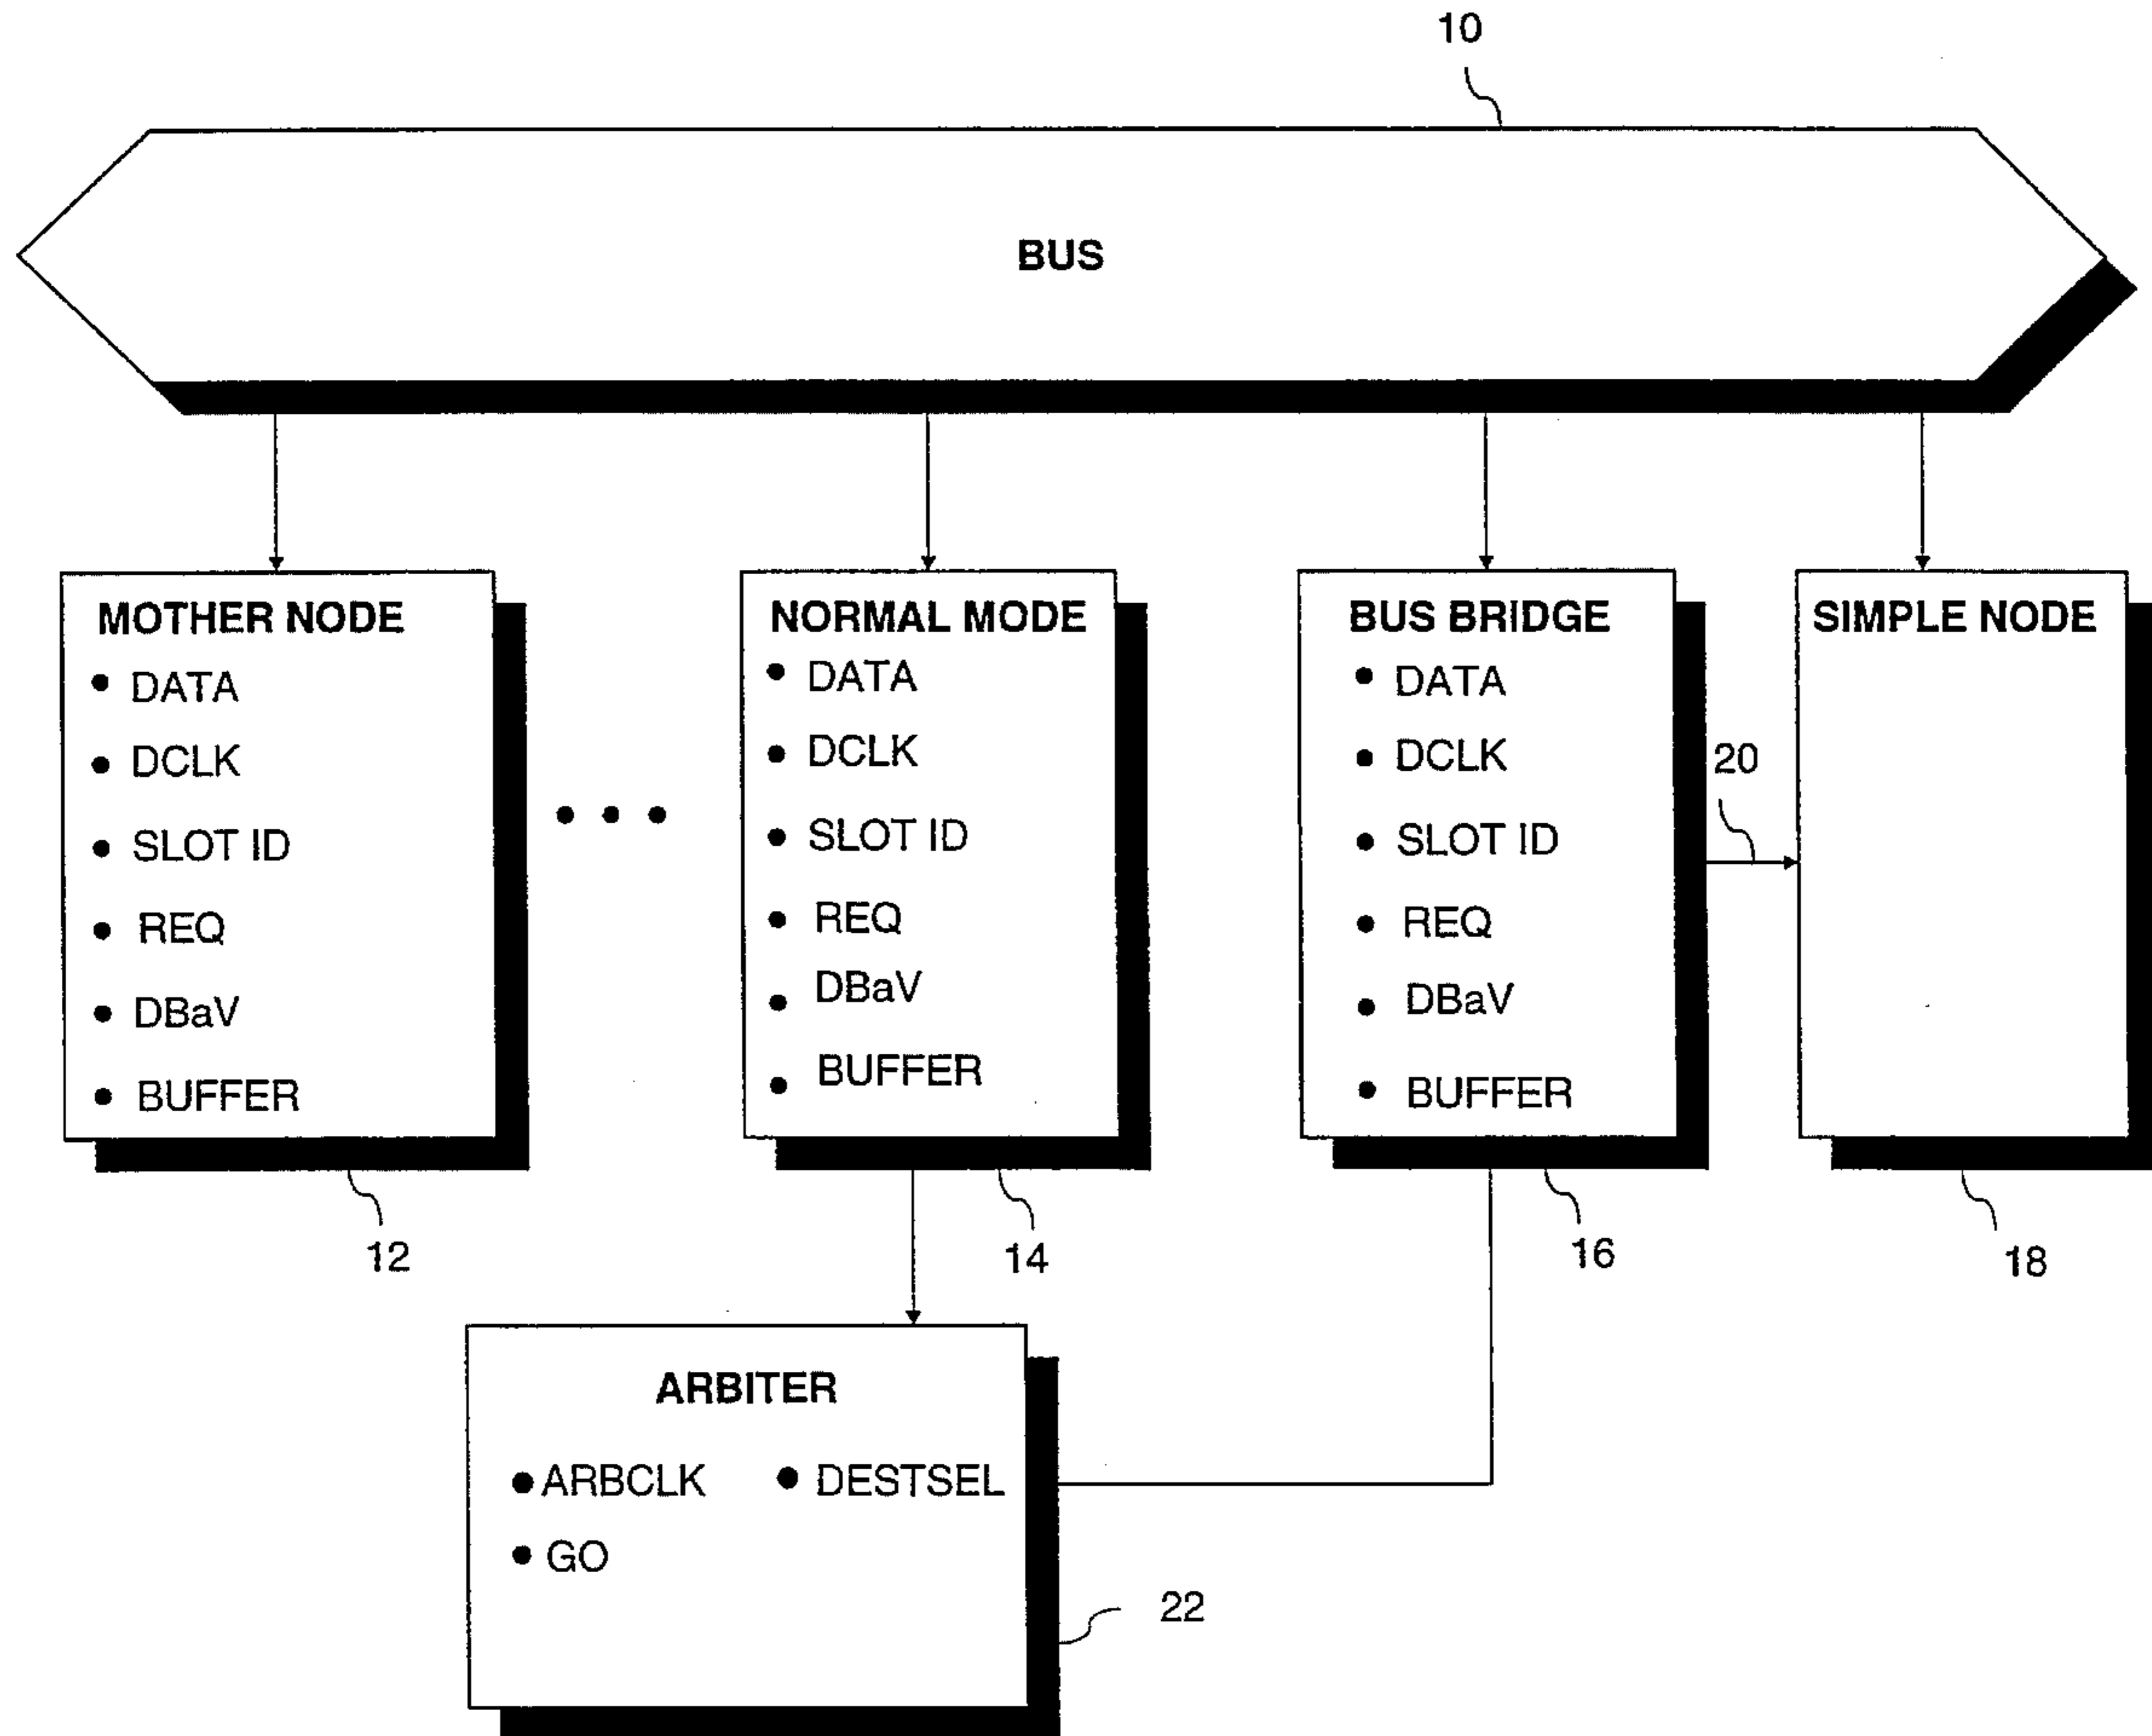 10
BUS
MOTHER NODE
• DATA
• DCLK
• SLOT ID
• REQ
• DBaV
• BUFFER
12
• • •
NORMAL MODE
• DATA
• DCLK
• SLOT ID
• REQ
• DBaV
• BUFFER
14
BUS BRIDGE
• DATA
• DCLK
• SLOT ID
• REQ
• DBaV
• BUFFER
16
20
SIMPLE NODE
18
ARBITER
• ARBCLK • DESTSEL
• GO
22